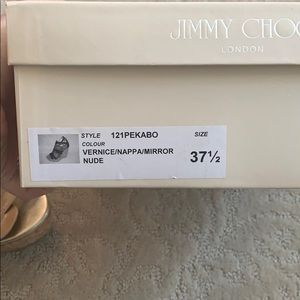 JIMMY CHOO
LONDON
STYLE 121PEKABO SIZE
COLOUR
VERNICE/NAPPA/MIRROR 37½
NUDE